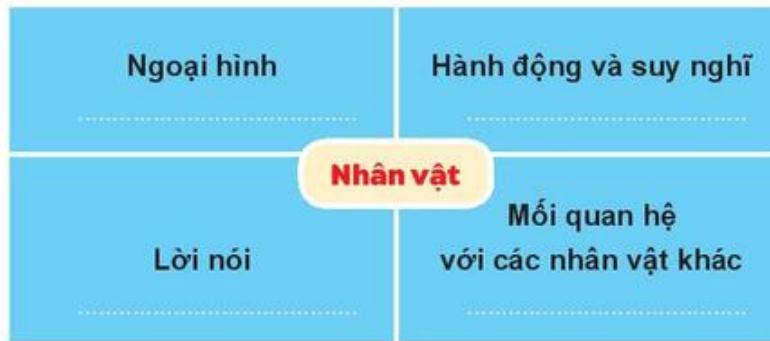 Ngoại hình
..............................................
Hành động và suy nghĩ
..............................................
Nhân vật
Lời nói
..............................................
Mối quan hệ
với các nhân vật khác
..............................................